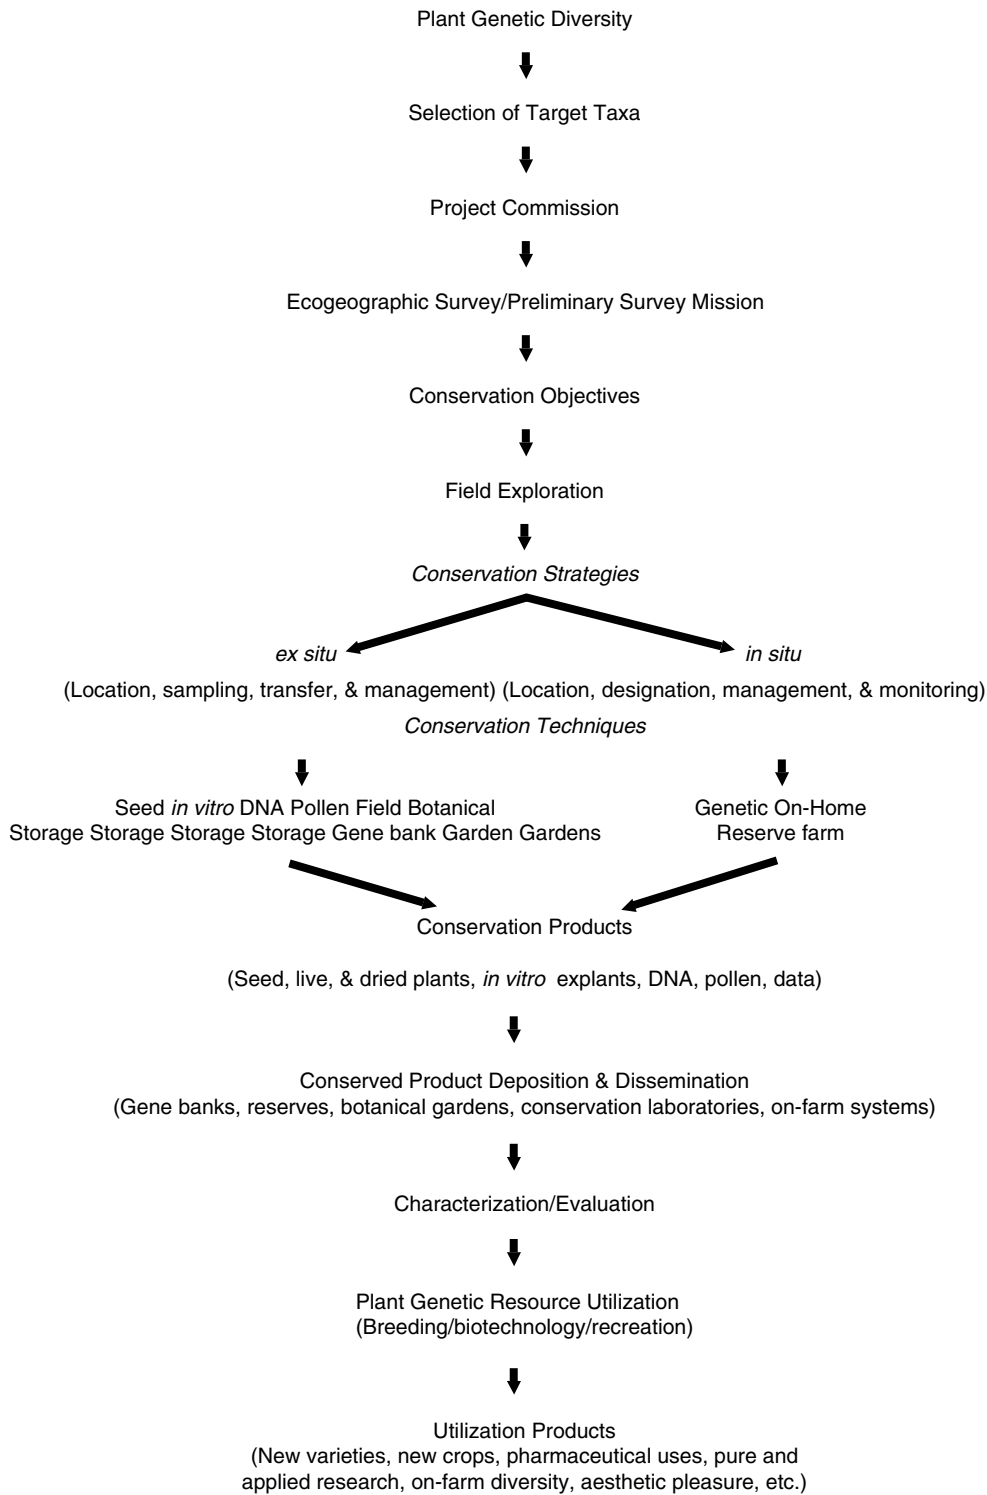 Plant Genetic Diversity
Selection of Target Taxa
Project Commission
Ecogeographic Survey/Preliminary Survey Mission
Conservation Objectives
Field Exploration
Conservation Strategies
ex situ
in situ
(Location, sampling, transfer, & management) (Location, designation, management, & monitoring)
Conservation Techniques
Seed in vitro DNA Pollen Field Botanical
Storage Storage Storage Storage Gene bank Garden Gardens
Genetic On-Home
Reserve farm
Conservation Products
(Seed, live, & dried plants, in vitro explants, DNA, pollen, data)
Conserved Product Deposition & Dissemination
(Gene banks, reserves, botanical gardens, conservation laboratories, on-farm systems)
Characterization/Evaluation
Plant Genetic Resource Utilization
(Breeding/biotechnology/recreation)
Utilization Products
(New varieties, new crops, pharmaceutical uses, pure and
applied research, on-farm diversity, aesthetic pleasure, etc.)